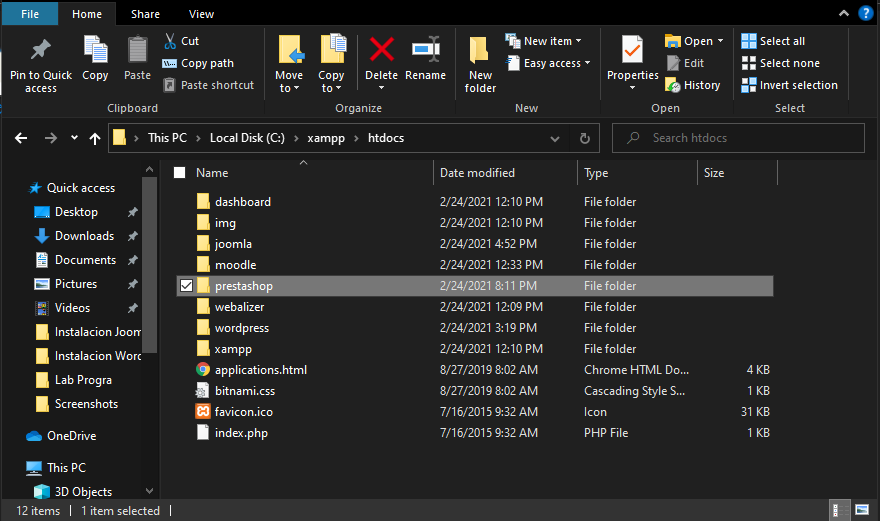 File Home Share View
Pin to Quick access
Copy
Paste
Cut
Copy path
Paste shortcut
Clipboard
Move to
Copy to
Delete
Rename
Organize
New folder
New item
Easy access
New
Properties
Open
Edit
History
Open
Select all
Select none
Invert selection
Select
This PC Local Disk (C:) xampp htdocs
Search htdocs
Quick access
Desktop
Downloads
Documents
Pictures
Videos
Instalacion Joom
Instalacion Word
Lab Progra
Screenshots
OneDrive
This PC
3D Objects
Name Date modified Type Size
dashboard 2/24/2021 12:10 PM File folder
img 2/24/2021 12:10 PM File folder
joomla 2/24/2021 4:52 PM File folder
moodle 2/24/2021 12:33 PM File folder
prestashop 2/24/2021 8:11 PM File folder
webalizer 2/24/2021 12:09 PM File folder
wordpress 2/24/2021 3:19 PM File folder
xampp 2/24/2021 12:10 PM File folder
applications.html 8/27/2019 8:02 AM Chrome HTML Do... 4 KB
bitnami.css 8/27/2019 8:02 AM Cascading Style S... 1 KB
favicon.ico 7/16/2015 9:32 AM Icon 31 KB
index.php 7/16/2015 9:32 AM PHP File 1 KB
12 items 1 item selected